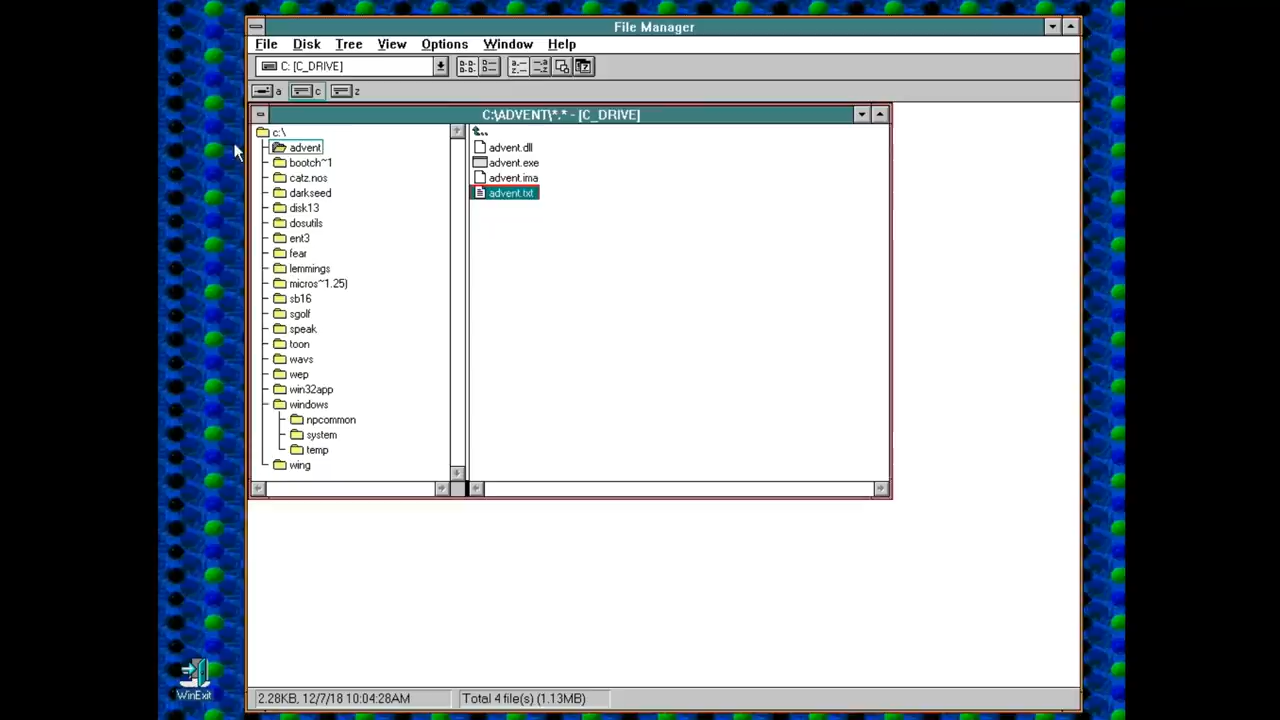 File Manager
File Disk Tree View Options Window Help
C: [C_DRIVE]
a c z
C:\ADVENT\*.* - [C_DRIVE]
c:\
advent
bootch~1
catz.nos
darkseed
disk13
dosutils
ent3
fear
lemmings
micros~1.25)
sb16
sgolf
speak
toon
wavs
wep
win32app
windows
npcommon
system
temp
wing
advent.dll
advent.exe
advent.ima
advent.txt
WinExit
2.28KB, 12/7/18 10:04:28AM
Total 4 file(s) (1.13MB)